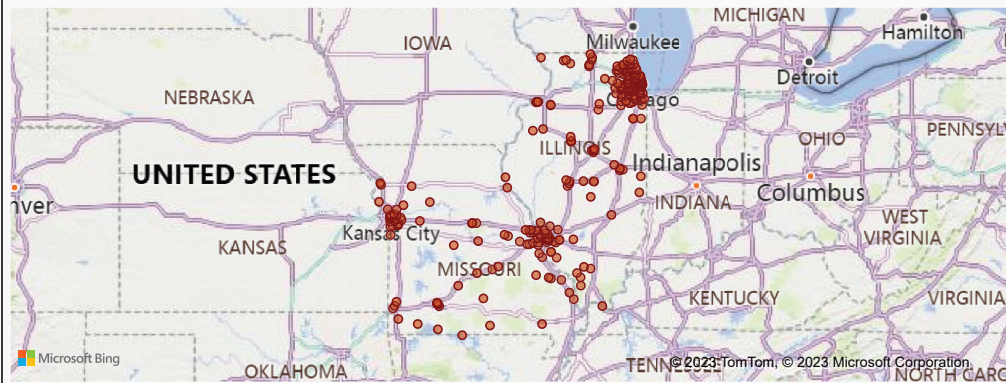 MICHIGAN
Hamilton
IOWA
Milwaukee
Detroit
NEBRASKA
Chicago
PENNSYL
OHIO
ILLINOIS
Indianapolis
UNITED STATES
Columbus
nver
INDIANA
WEST
VIRGINIA
Kansas City
KANSAS
MISSOURI
KENTUCKY
VIRGINIA
Microsoft Bing
OKLAHOMA
TENNESSEE
© 2023 TomTom, © 2023 Microsoft Corporation
NORTH CARO